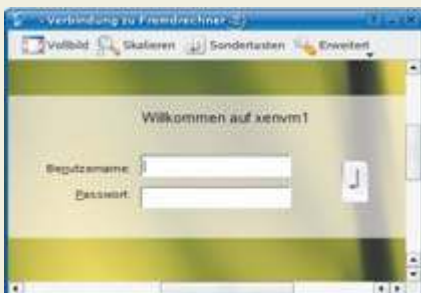 - Verbindung zu Fremdrechner
Vollbild Skalieren Sondertasten Erweitert
Willkommen auf xenvm1
Benutzername:
Passwort: